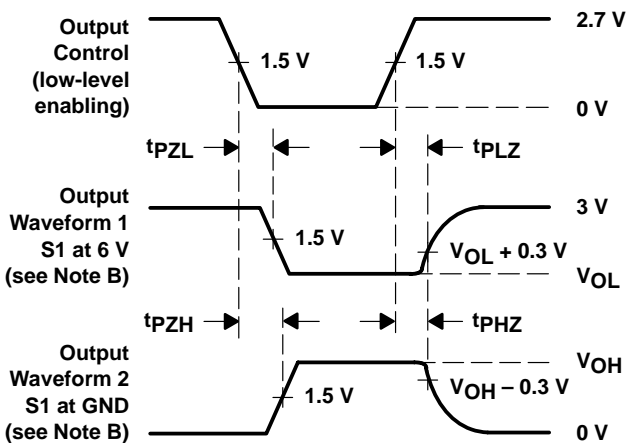 Output
Control
(low-level
enabling)
1.5 V
1.5 V
2.7 V
0 V
tPZL
tPLZ
Output
Waveform 1
S1 at 6 V
(see Note B)
1.5 V
3 V
VOL + 0.3 V
VOL
tPZH
tPHZ
Output
Waveform 2
S1 at GND
(see Note B)
1.5 V
VOH
VOH – 0.3 V
0 V